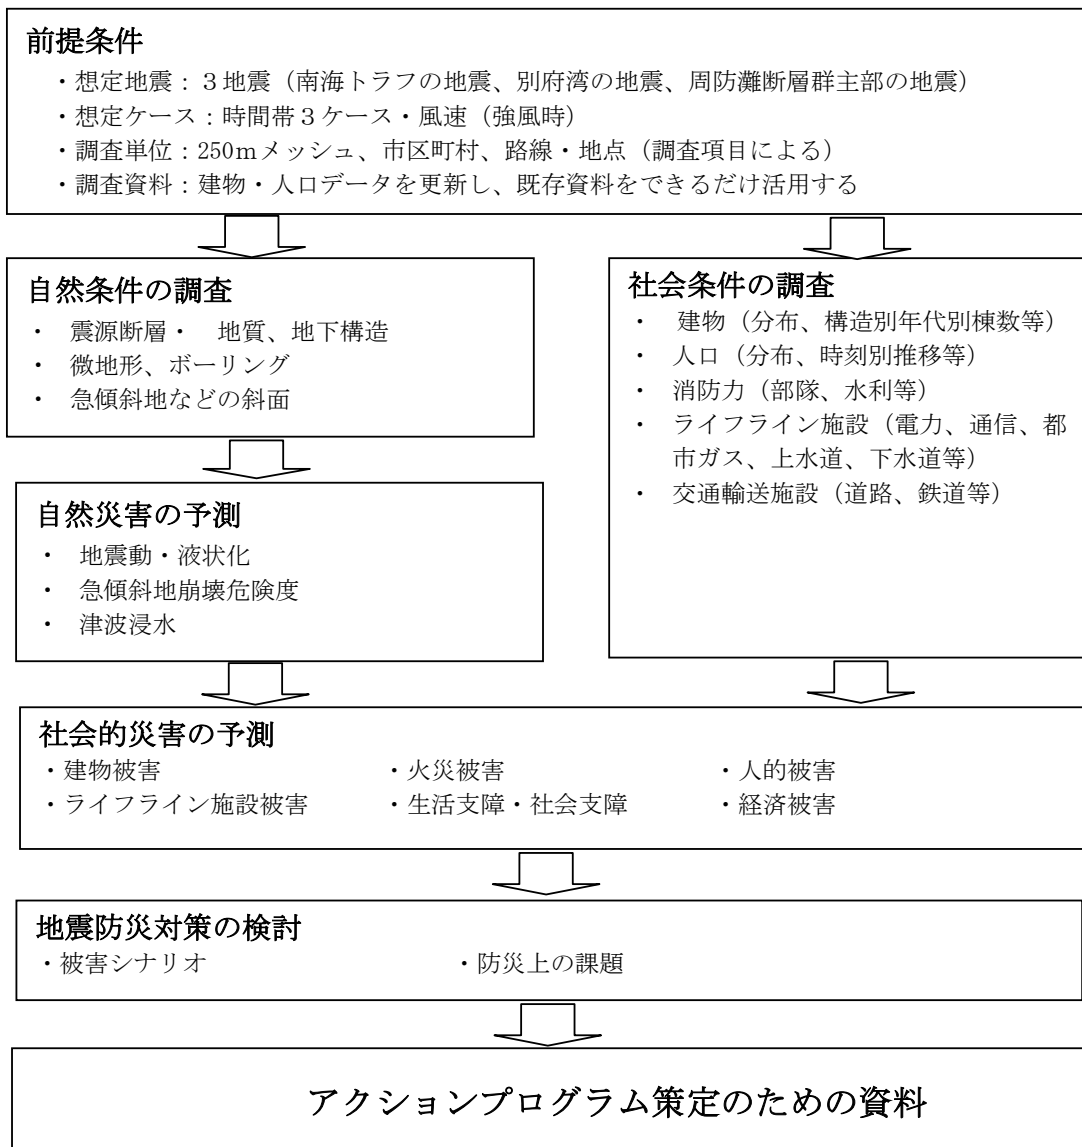 前提条件
・想定地震：３地震（南海トラフの地震、別府湾の地震、周防灘断層群主部の地震）
・想定ケース：時間帯３ケース・風速（強風時）
・調査単位：250ｍメッシュ、市区町村、路線・地点（調査項目による）
・調査資料：建物・人口データを更新し、既存資料をできるだけ活用する
自然条件の調査
・ 震源断層・　地質、地下構造
・ 微地形、ボーリング
・ 急傾斜地などの斜面
自然災害の予測
・ 地震動・液状化
・ 急傾斜地崩壊危険度
・ 津波浸水
社会条件の調査
・ 建物（分布、構造別年代別棟数等）
・ 人口（分布、時刻別推移等）
・ 消防力（部隊、水利等）
・ ライフライン施設（電力、通信、都
市ガス、上水道、下水道等）
・ 交通輸送施設（道路、鉄道等）
社会的災害の予測
・建物被害　・火災被害　・人的被害
・ライフライン施設被害　・生活支障・社会支障　・経済被害
地震防災対策の検討
・被害シナリオ　・防災上の課題
アクションプログラム策定のための資料